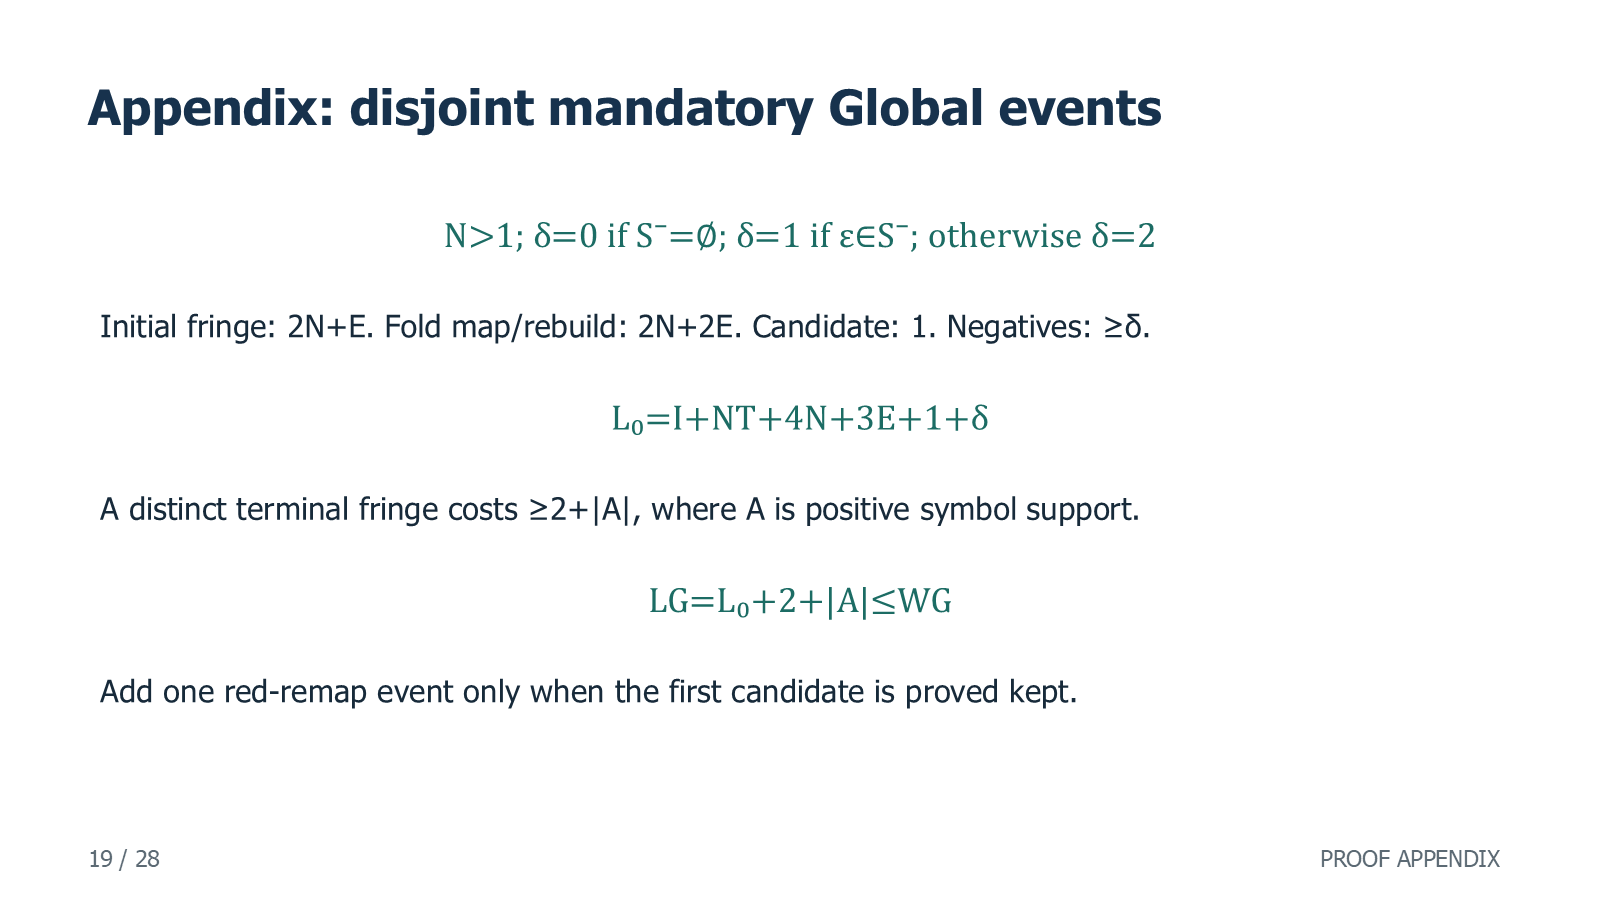 Appendix: disjoint mandatory Global events
N>1; δ=0 if S⁻=∅; δ=1 if ε∈S⁻; otherwise δ=2
Initial fringe: 2N+E. Fold map/rebuild: 2N+2E. Candidate: 1. Negatives: ≥δ.
L₀=I+NT+4N+3E+1+δ
A distinct terminal fringe costs ≥2+|A|, where A is positive symbol support.
LG=L₀+2+|A|≤WG
Add one red-remap event only when the first candidate is proved kept.
19 / 28
PROOF APPENDIX